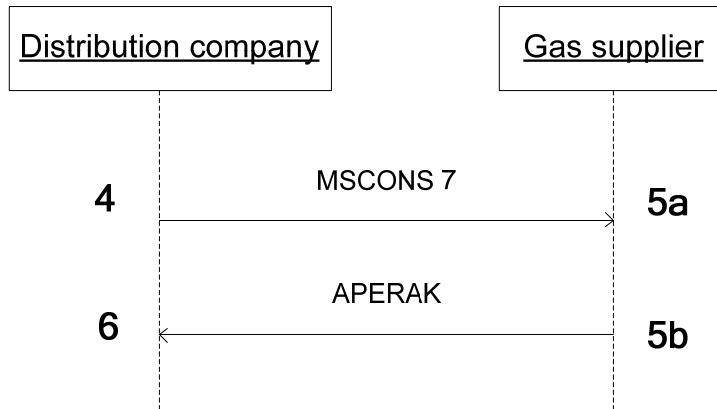 Distribution company
Gas supplier
MSCONS 7
4
5a
APERAK
6
5b